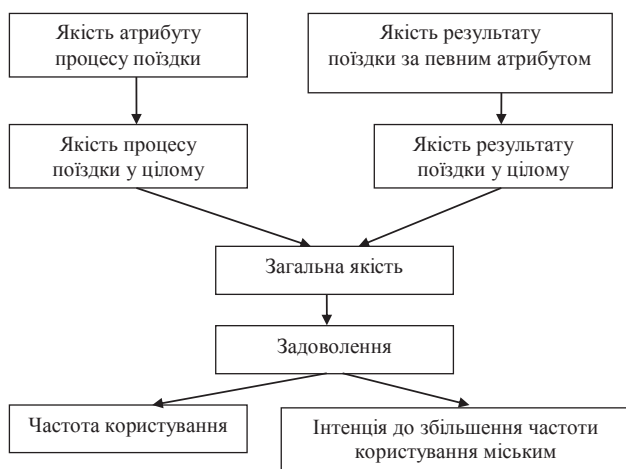 Якість атрибуту
процесу поїздки
Якість результату
поїздки за певним атрибутом
Якість процесу
поїздки у цілому
Якість результату
поїздки у цілому
Загальна якість
Задоволення
Частота користування
Інтенція до збільшення частоти
користування міським